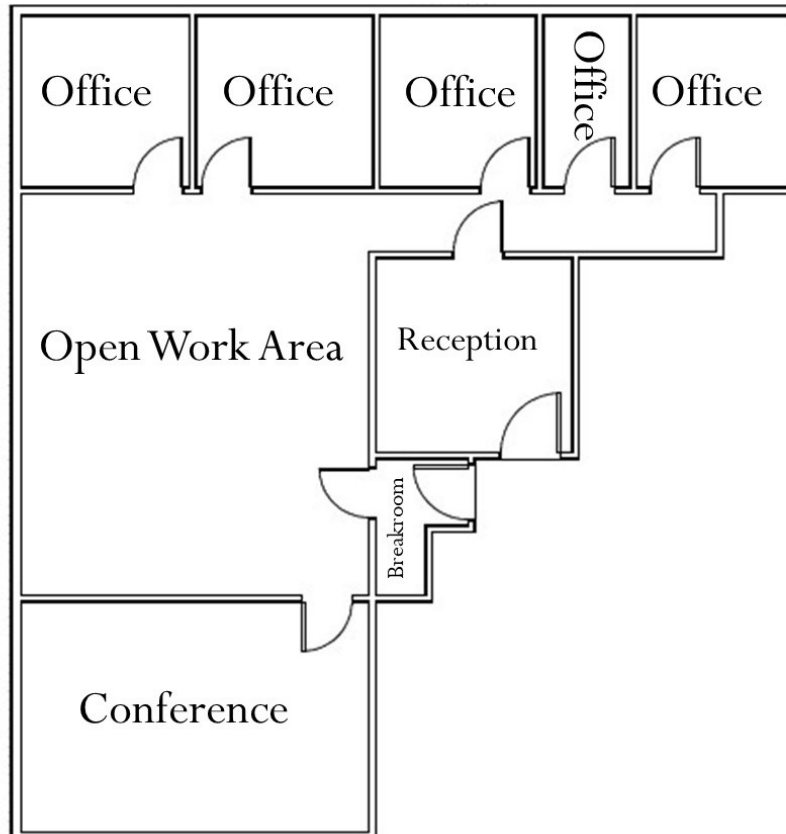 Office
Office
Office
Office
Office
Open Work Area
Reception
Breakroom
Conference